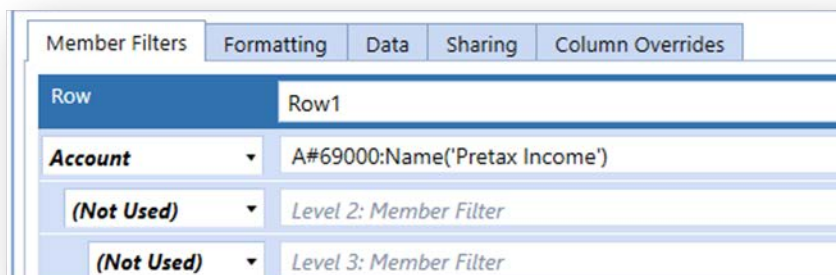 Member Filters Formatting Data Sharing Column Overrides
Row Row1
Account A#69000:Name('Pretax Income')
(Not Used) Level 2: Member Filter
(Not Used) Level 3: Member Filter